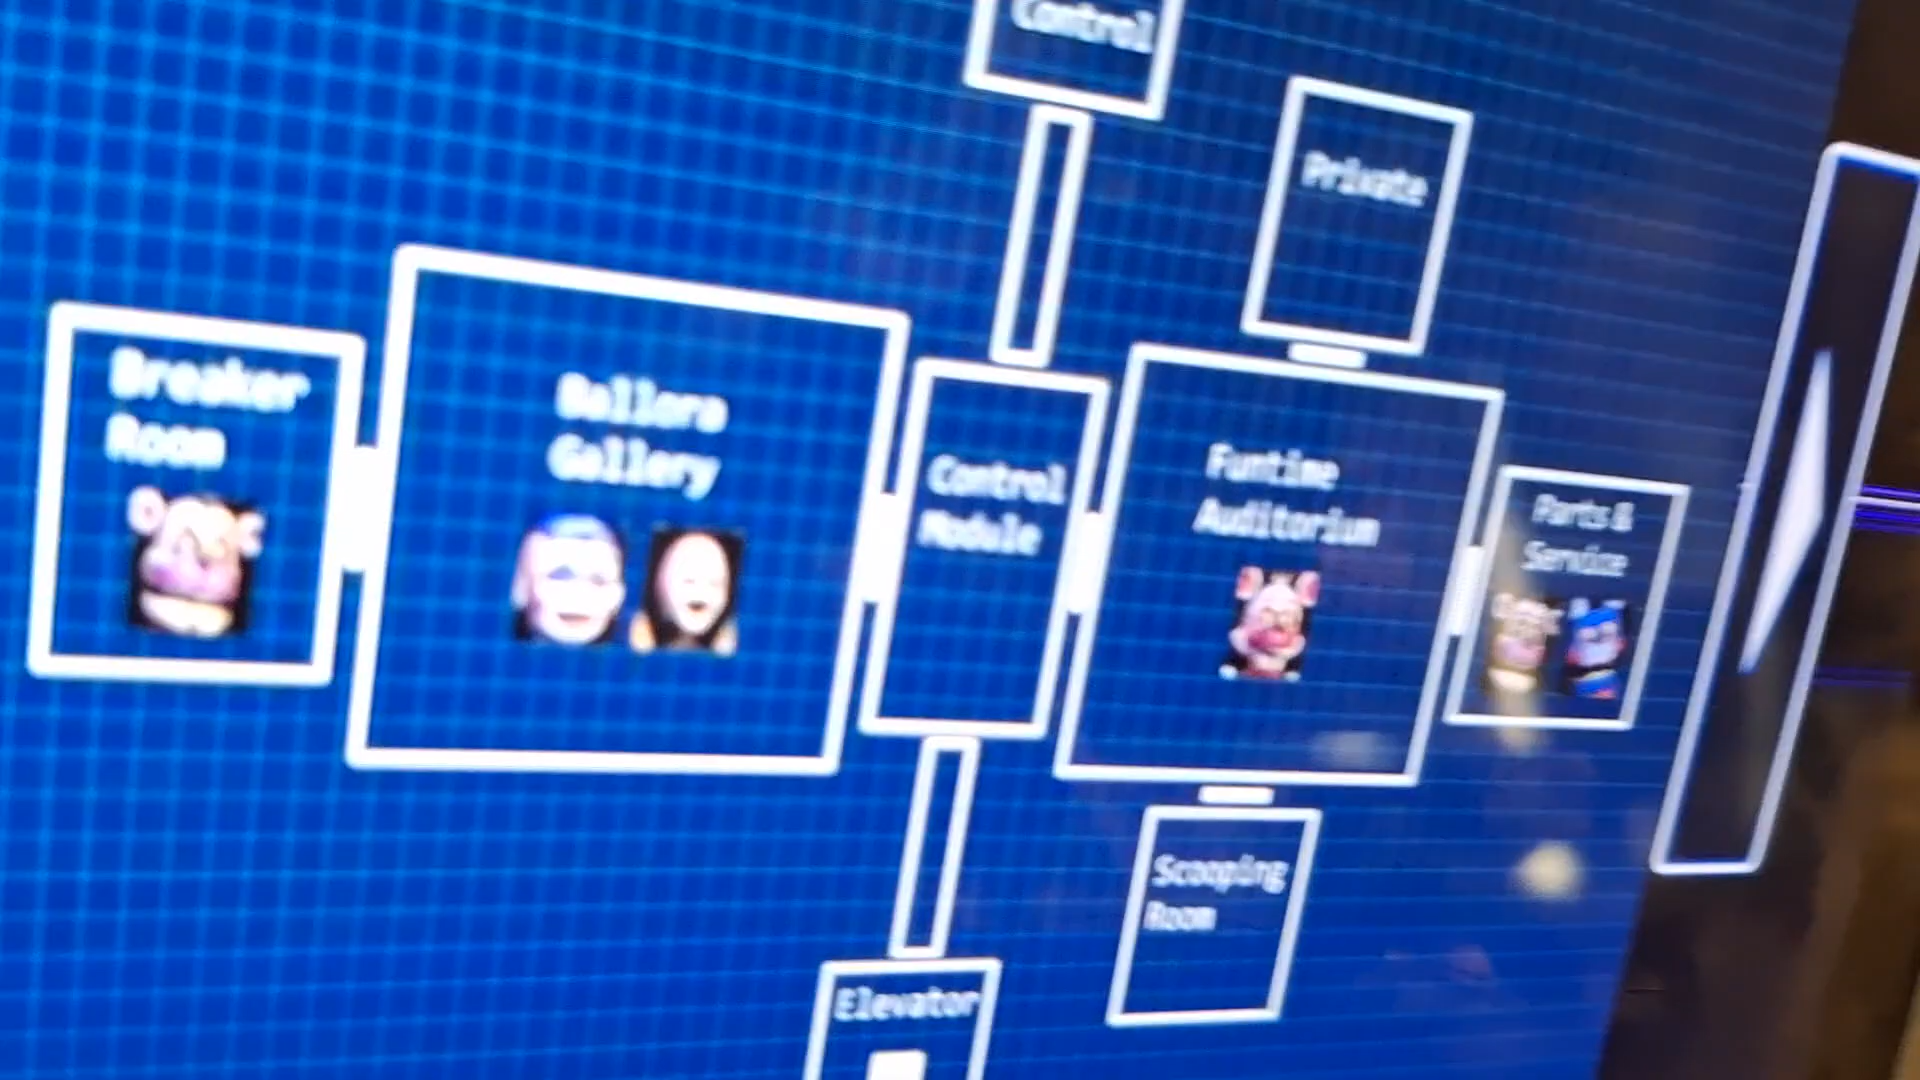 Control
Private
Breaker
Room
Ballora
Gallery
Control
Module
Funtime
Auditorium
Parts &
Service
Scooping
Room
Elevator